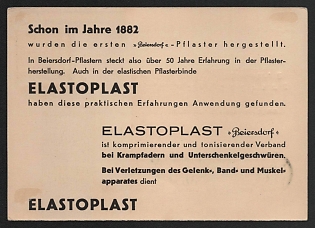 Schon im Jahre 1882
wurden die ersten »Beiersdorf«-Pflaster hergestellt.
In Beiersdorf-Pflastern steckt also über 50 Jahre Erfahrung in der Pflaster-
herstellung. Auch in der elastischen Pflasterbinde
ELASTOPLAST
haben diese praktischen Erfahrungen Anwendung gefunden.
ELASTOPLAST »Beiersdorf«
ist komprimierender und tonisierender Verband
bei Krampfadern und Unterschenkelgeschwüren.
Bei Verletzungen des Gelenk-, Band- und Muskel-
apparates dient
ELASTOPLAST